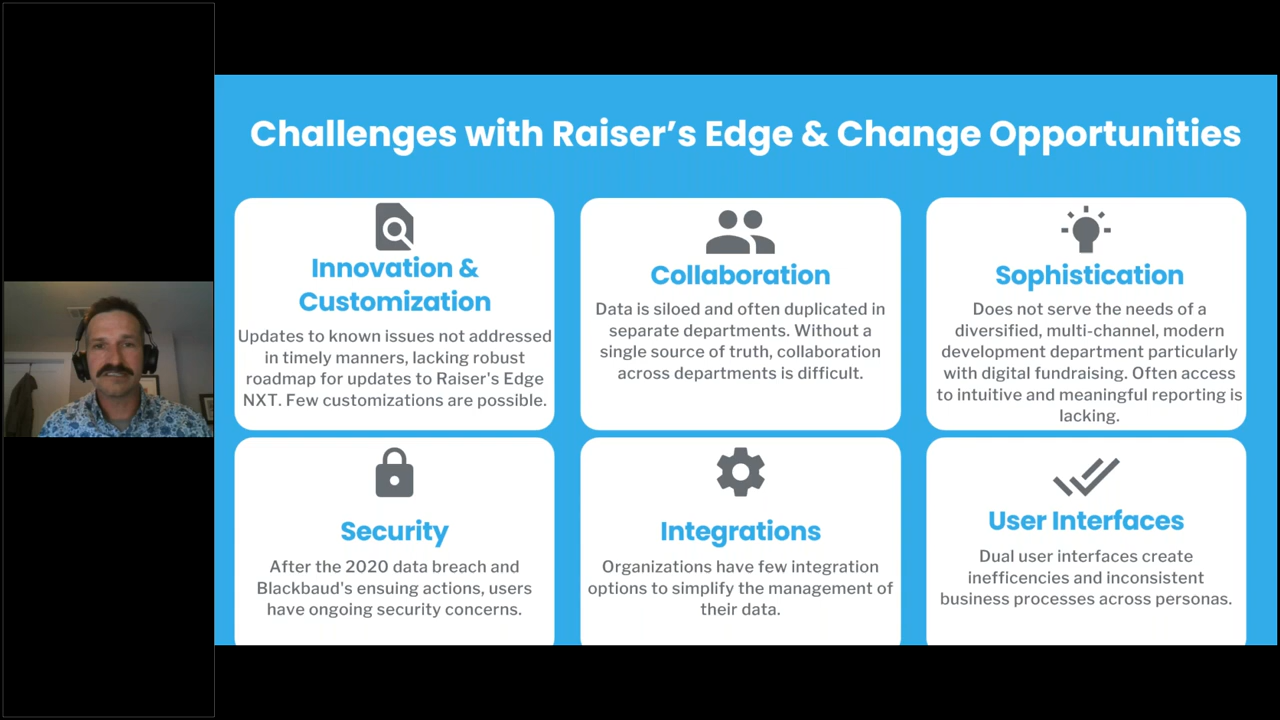 Challenges with Raiser's Edge & Change Opportunities
Innovation &
Customization
Updates to known issues not addressed
in timely manners, lacking robust
roadmap for updates to Raiser's Edge
NXT. Few customizations are possible.
Collaboration
Data is siloed and often duplicated in
separate departments. Without a
single source of truth, collaboration
across departments is difficult.
Sophistication
Does not serve the needs of a
diversified, multi-channel, modern
development department particularly
with digital fundraising. Often access
to intuitive and meaningful reporting is
lacking.
Security
After the 2020 data breach and
Blackbaud's ensuing actions, users
have ongoing security concerns.
Integrations
Organizations have few integration
options to simplify the management of
their data.
User Interfaces
Dual user interfaces create
inefficencies and inconsistent
business processes across personas.